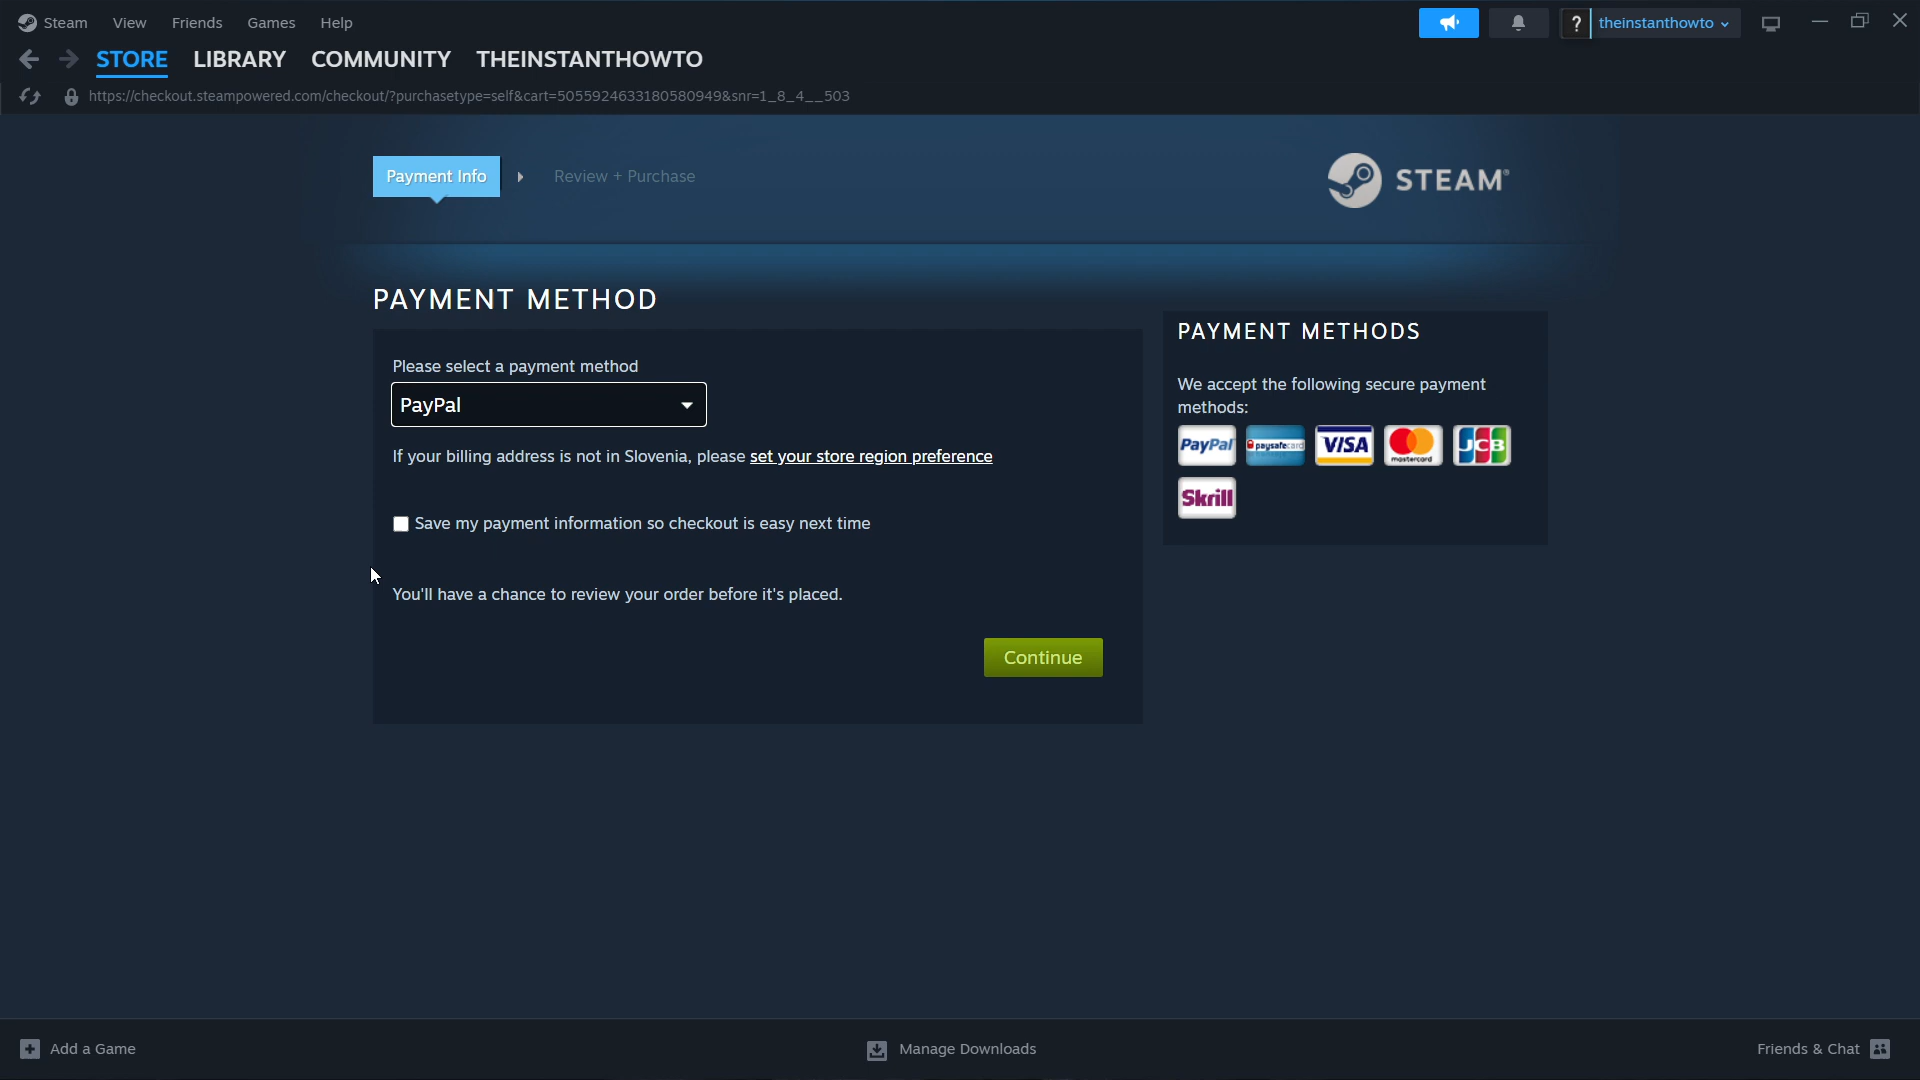 Steam View Friends Games Help
? theinstanthowto
STORE LIBRARY COMMUNITY THEINSTANTHOWTO
https://checkout.steampowered.com/checkout/?purchasetype=self&cart=5055924633180580949&snr=1_8_4__503
Payment Info Review + Purchase
STEAM®
PAYMENT METHOD
Please select a payment method
PayPal
If your billing address is not in Slovenia, please set your store region preference
Save my payment information so checkout is easy next time
You'll have a chance to review your order before it's placed.
Continue
PAYMENT METHODS
We accept the following secure payment
methods:
PayPal paysafecard VISA mastercard JCB
Skrill
Add a Game
Manage Downloads
Friends & Chat